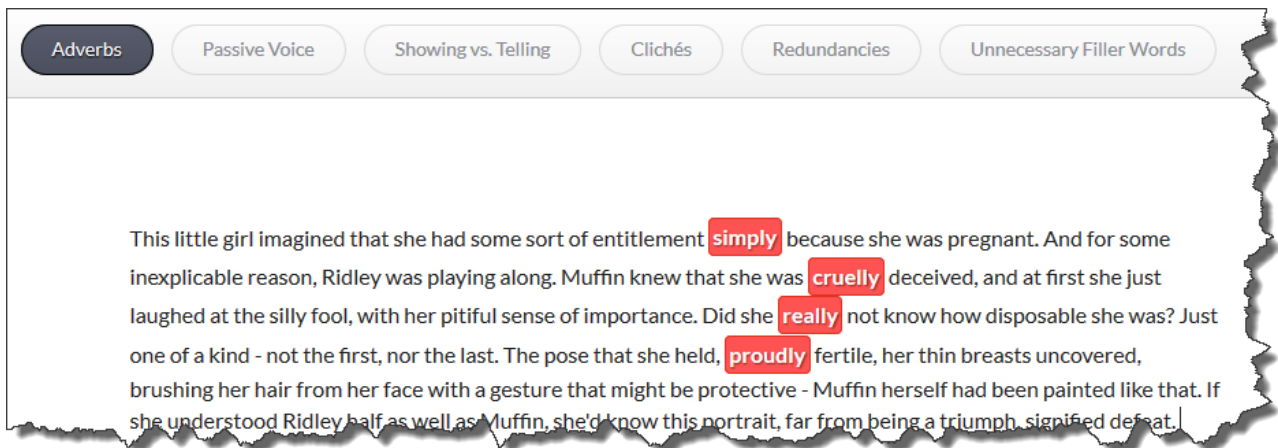 Adverbs Passive Voice Showing vs. Telling Clichés Redundancies Unnecessary Filler Words
This little girl imagined that she had some sort of entitlement simply because she was pregnant. And for some
inexplicable reason, Ridley was playing along. Muffin knew that she was cruelly deceived, and at first she just
laughed at the silly fool, with her pitiful sense of importance. Did she really not know how disposable she was? Just
one of a kind - not the first, nor the last. The pose that she held, proudly fertile, her thin breasts uncovered,
brushing her hair from her face with a gesture that might be protective - Muffin herself had been painted like that. If
she understood Ridley half as well as Muffin, she'd know this portrait, far from being a triumph, signified defeat.